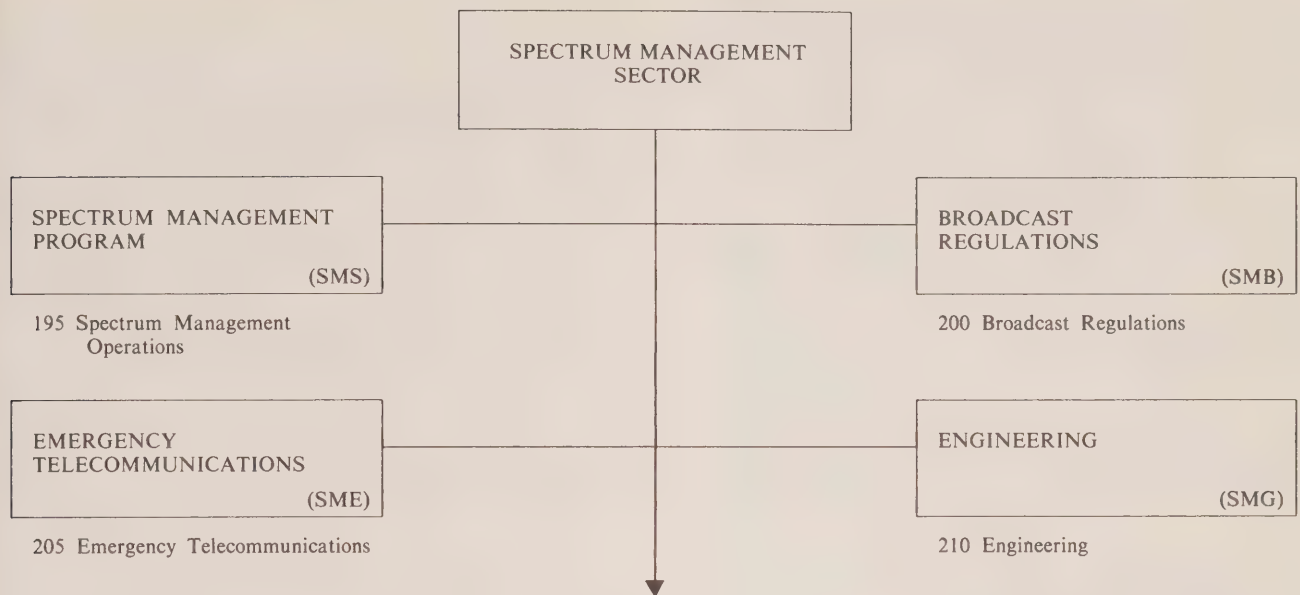 SPECTRUM MANAGEMENT
SECTOR
SPECTRUM MANAGEMENT
PROGRAM
(SMS)
195 Spectrum Management
Operations
BROADCAST
REGULATIONS
(SMB)
200 Broadcast Regulations
EMERGENCY
TELECOMMUNICATIONS
(SME)
205 Emergency Telecommunications
ENGINEERING
(SMG)
210 Engineering